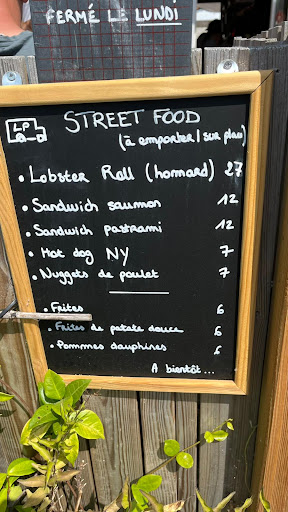 FERMÉ LE LUNDI
LP
STREET FOOD
(à emporter/sur place)
• Lobster Roll (homard) 27
• Sandwich saumon 12
• Sandwich pastrami 12
• Hot dog NY 7
• Nuggets de poulet 7
• Frites 6
• Frites de patate douce 6
• Pommes dauphines 6
A bientôt...